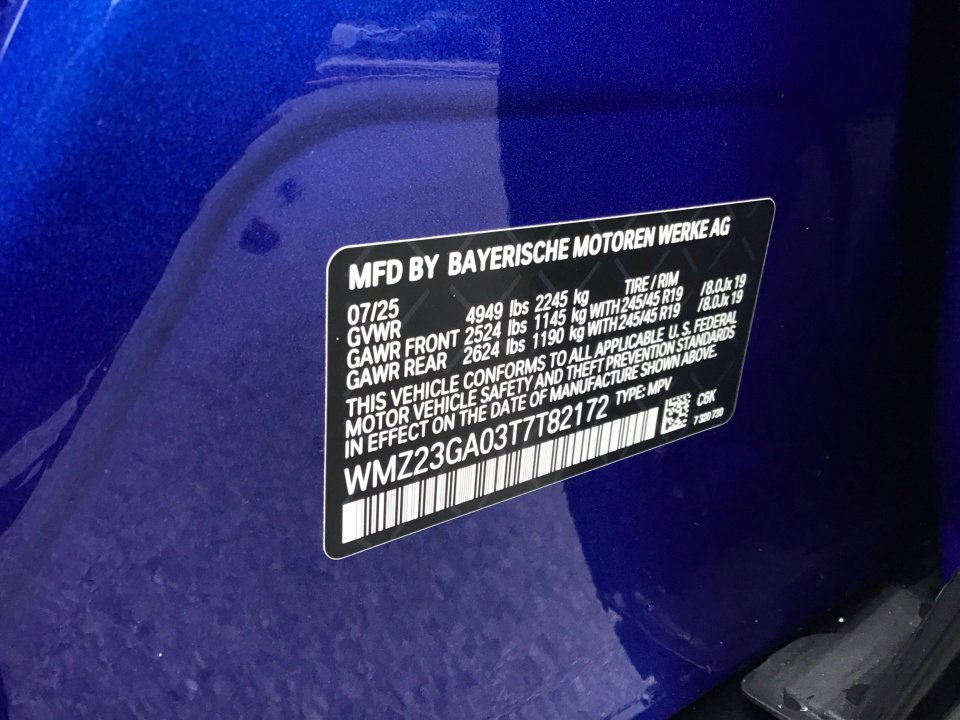 MFD BY BAYERISCHE MOTOREN WERKE AG
07/25 TIRE / RIM
GVWR 4949 lbs 2245 kg
GAWR FRONT 2524 lbs 1145 kg WITH 245/45 R19 /8.0Jx 19
GAWR REAR 2624 lbs 1190 kg WITH 245/45 R19 /8.0Jx 19
THIS VEHICLE CONFORMS TO ALL APPLICABLE U.S. FEDERAL
MOTOR VEHICLE SAFETY AND THEFT PREVENTION STANDARDS
IN EFFECT ON THE DATE OF MANUFACTURE SHOWN ABOVE.
WMZ23GA03T7T82172 TYPE: MPV C6K
7 320 730